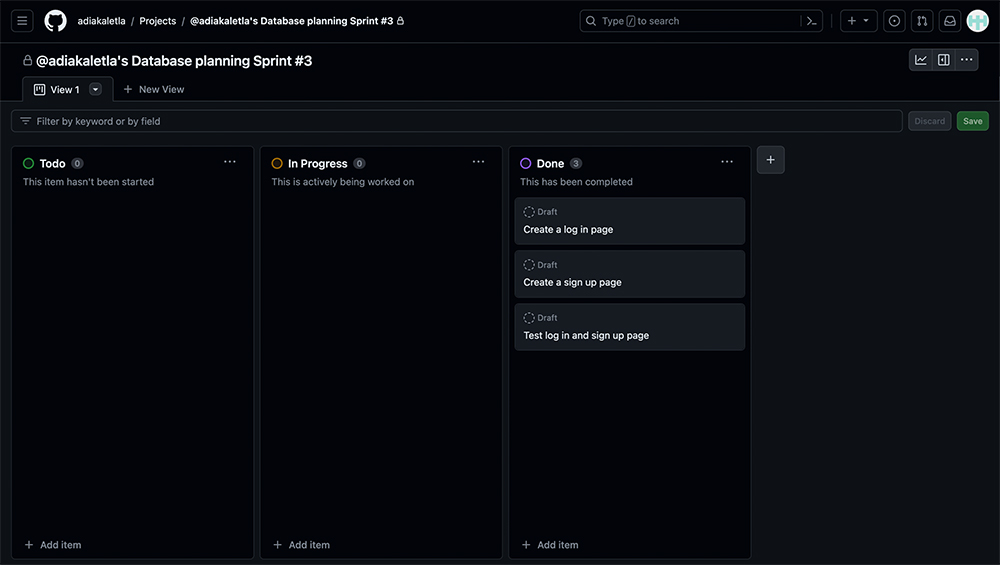 adiakaletla / Projects / @adiakaletla's Database planning Sprint #3
Type / to search
@adiakaletla's Database planning Sprint #3
View 1
New View
Filter by keyword or by field
Discard
Save
Todo 0
This item hasn't been started
Add item
In Progress 0
This is actively being worked on
Add item
Done 3
This has been completed
Draft
Create a log in page
Draft
Create a sign up page
Draft
Test log in and sign up page
Add item